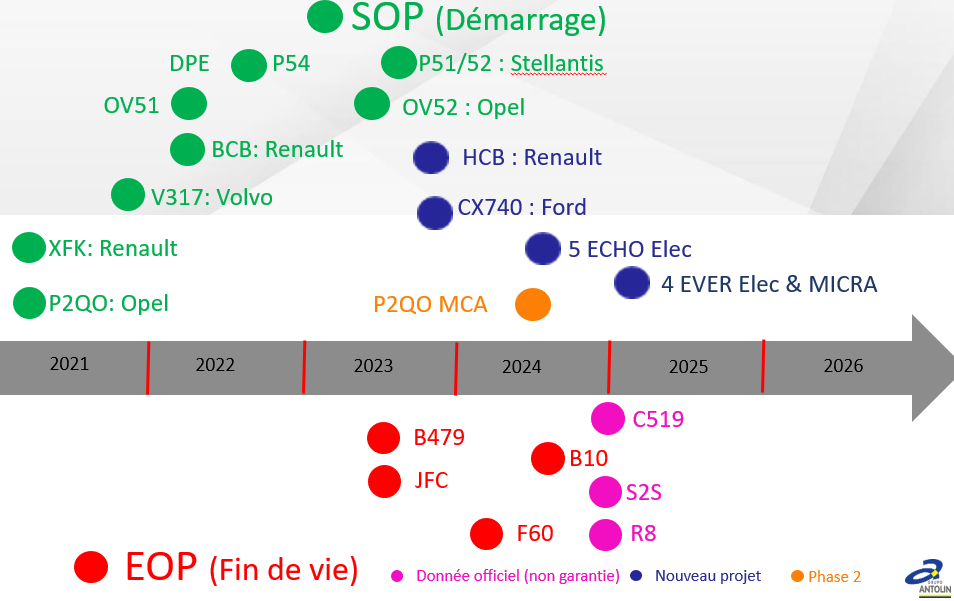 SOP (Démarrage)
DPE P54
P51/52 : Stellantis
OV51
OV52 : Opel
BCB: Renault
HCB : Renault
V317: Volvo
CX740 : Ford
XFK: Renault
5 ECHO Elec
4 EVER Elec & MICRA
P2QO: Opel
P2QO MCA
2021 2022 2023 2024 2025 2026
C519
B479
B10
JFC
S2S
F60
R8
EOP (Fin de vie)
Donnée officiel (non garantie) Nouveau projet Phase 2
GRUPO
ANTOLIN